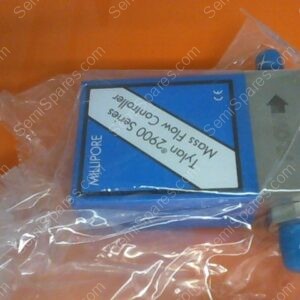 MILLIPORE
Tylan® 2900 Series
Mass Flow Controller
CE
SemiSpares.com